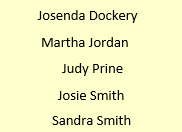 Josenda Dockery
Martha Jordan
Judy Prine
Josie Smith
Sandra Smith